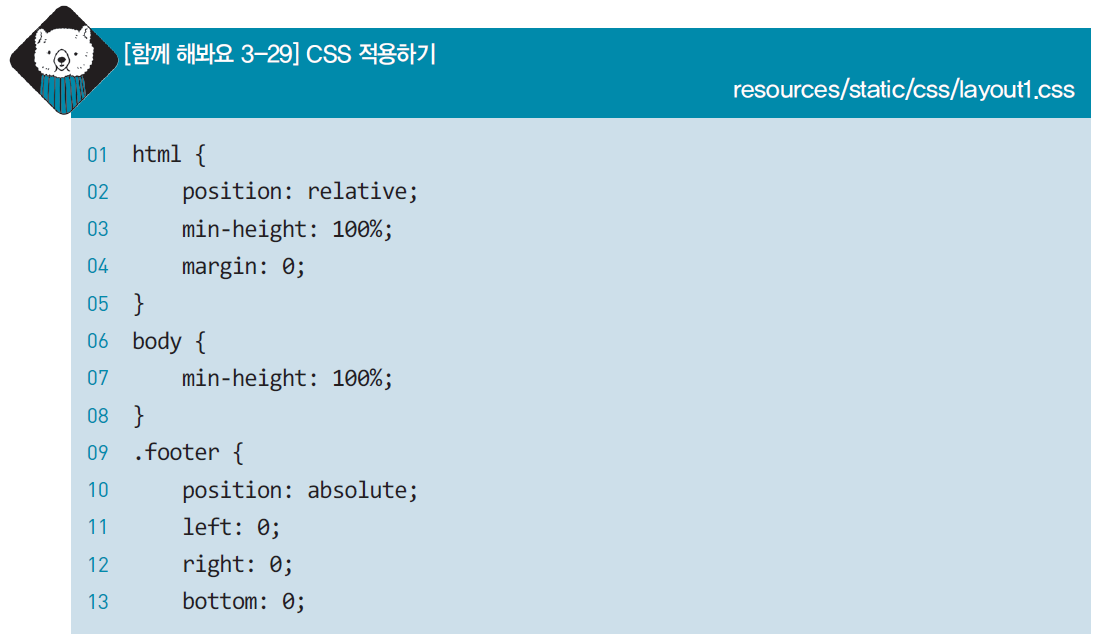 [함께 해봐요 3-29] CSS 적용하기
resources/static/css/layout1.css
01 html {
02     position: relative;
03     min-height: 100%;
04     margin: 0;
05 }
06 body {
07     min-height: 100%;
08 }
09 .footer {
10     position: absolute;
11     left: 0;
12     right: 0;
13     bottom: 0;